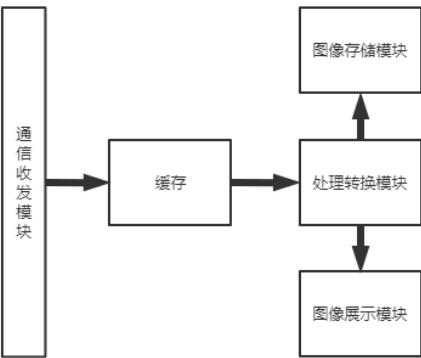 图像存储模块
通信收发模块
缓存
处理转换模块
图像展示模块